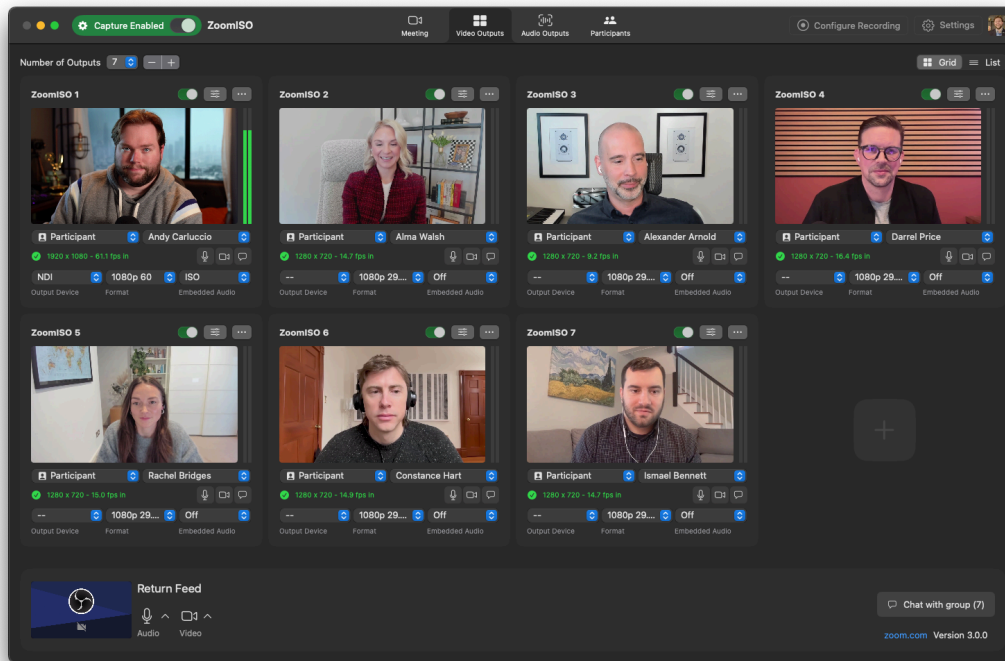 Capture Enabled
ZoomISO
Meeting
Video Outputs
Audio Outputs
Participants
Configure Recording
Settings
Number of Outputs 7 − +
Grid
List
ZoomISO 1
Participant Andy Carluccio
1920 x 1080 - 61.1 fps in
NDI 1080p 60 ISO
Output Device Format Embedded Audio
ZoomISO 2
Participant Alma Walsh
1280 x 720 - 14.7 fps in
-- 1080p 29.... Off
Output Device Format Embedded Audio
ZoomISO 3
Participant Alexander Arnold
1280 x 720 - 9.2 fps in
-- 1080p 29.... Off
Output Device Format Embedded Audio
ZoomISO 4
Participant Darrel Price
1280 x 720 - 16.4 fps in
-- 1080p 29.... Off
Output Device Format Embedded Audio
ZoomISO 5
Participant Rachel Bridges
1280 x 720 - 15.0 fps in
-- 1080p 29.... Off
Output Device Format Embedded Audio
ZoomISO 6
Participant Constance Hart
1280 x 720 - 14.9 fps in
-- 1080p 29.... Off
Output Device Format Embedded Audio
ZoomISO 7
Participant Ismael Bennett
1280 x 720 - 14.7 fps in
-- 1080p 29.... Off
Output Device Format Embedded Audio
Return Feed
Audio
Video
Chat with group (7)
zoom.com Version 3.0.0